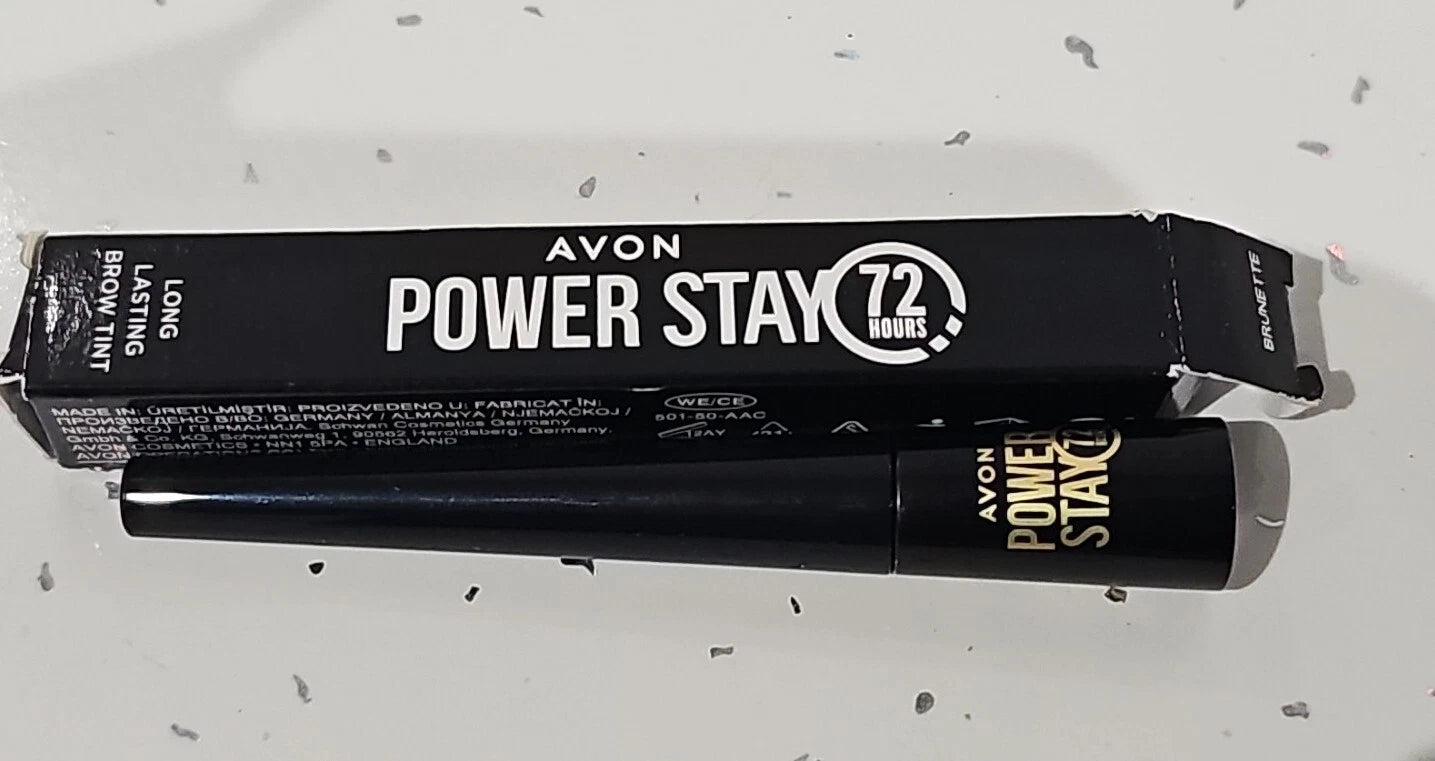 AVON
POWER STAY 72
HOURS
LONG
LASTING
BROW TINT
BRUNETTE
MADE IN: ÜRETİLMİŞTİR: PROIZVEDENO U: FABRICAT ÎN:
ПРОИЗВЕДЕНО В/ВО: GERMANY / ALMANYA / NJEMAČKOJ /
NEMAČKOJ / ГЕРМАНИЈА. Schwan Cosmetics Germany
GmbH & Co. KG, Schwanweg 1, 90562 Heroldsberg, Germany.
AVON COSMETICS • NN1 5PA • ENGLAND
AVON
WE/CE
501-50-AAC
AVON
POWER
STAY 72